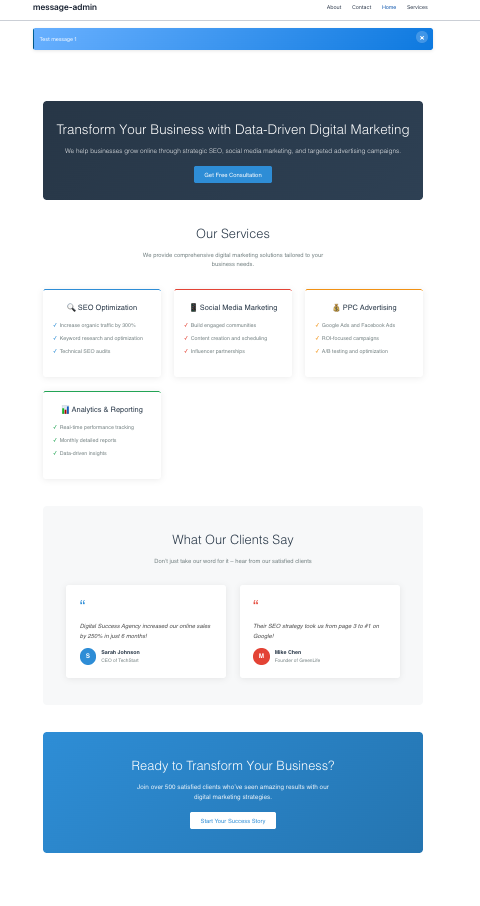 message-admin
About Contact Home Services
Test message 1
×
Transform Your Business with Data-Driven Digital Marketing
We help businesses grow online through strategic SEO, social media marketing, and targeted advertising campaigns.
Get Free Consultation
Our Services
We provide comprehensive digital marketing solutions tailored to your
business needs.
🔍 SEO Optimization
✓ Increase organic traffic by 300%
✓ Keyword research and optimization
✓ Technical SEO audits
📱 Social Media Marketing
✓ Build engaged communities
✓ Content creation and scheduling
✓ Influencer partnerships
💰 PPC Advertising
✓ Google Ads and Facebook Ads
✓ ROI-focused campaigns
✓ A/B testing and optimization
📊 Analytics & Reporting
✓ Real-time performance tracking
✓ Monthly detailed reports
✓ Data-driven insights
What Our Clients Say
Don't just take our word for it – hear from our satisfied clients
“
Digital Success Agency increased our online sales
by 250% in just 6 months!
S
Sarah Johnson
CEO of TechStart
“
Their SEO strategy took us from page 3 to #1 on
Google!
M
Mike Chen
Founder of GreenLife
Ready to Transform Your Business?
Join over 500 satisfied clients who've seen amazing results with our
digital marketing strategies.
Start Your Success Story